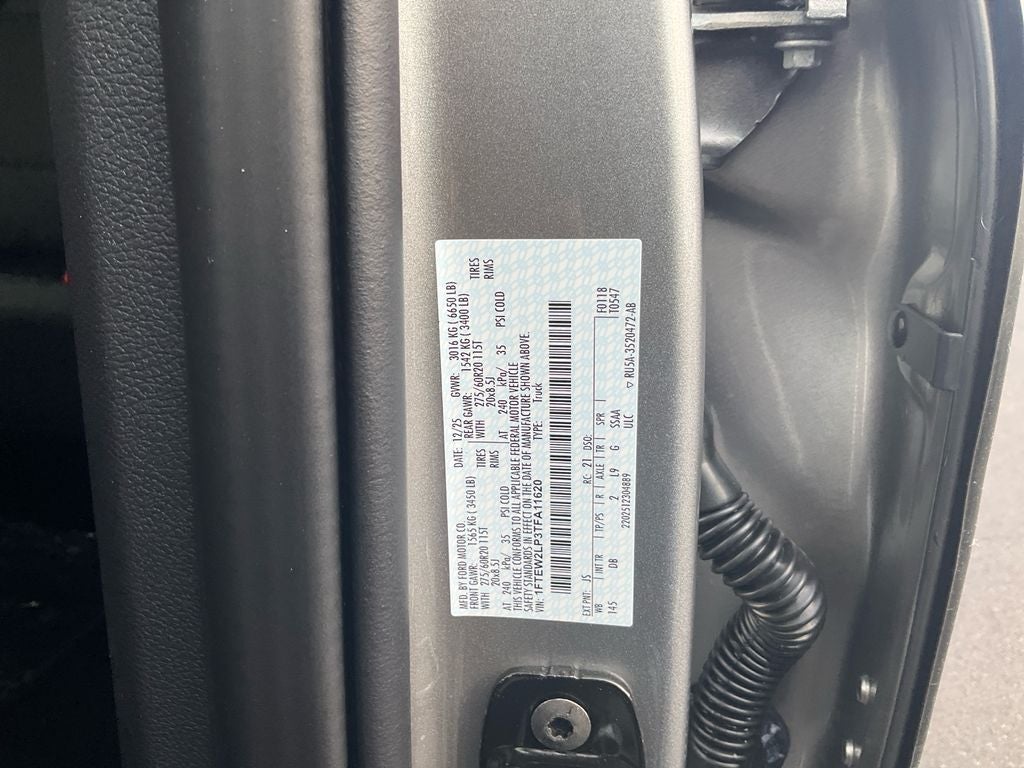 MFD. BY FORD MOTOR CO.
DATE: 12/25 GVWR: 3016 KG ( 6650 LB)
FRONT GAWR: 1565 KG ( 3450 LB) REAR GAWR: 1542 KG ( 3400 LB)
WITH 275/60R20 115T TIRES WITH 275/60R20 115T TIRES
20x8.5J RIMS 20x8.5J RIMS
AT 240 kPa/ 35 PSI COLD AT 240 kPa/ 35 PSI COLD
THIS VEHICLE CONFORMS TO ALL APPLICABLE FEDERAL MOTOR VEHICLE
SAFETY STANDARDS IN EFFECT ON THE DATE OF MANUFACTURE SHOWN ABOVE.
VIN: 1FTEW2LP3TFA11620 TYPE: Truck
EXT PNT: JS RC: 21 DSO: F0118
WB INT TR TP/PS R AXLE TR SPR T0547
145 DB 2 L9 G SSAA
2202512304889 ULC RU5A-3520472-AB